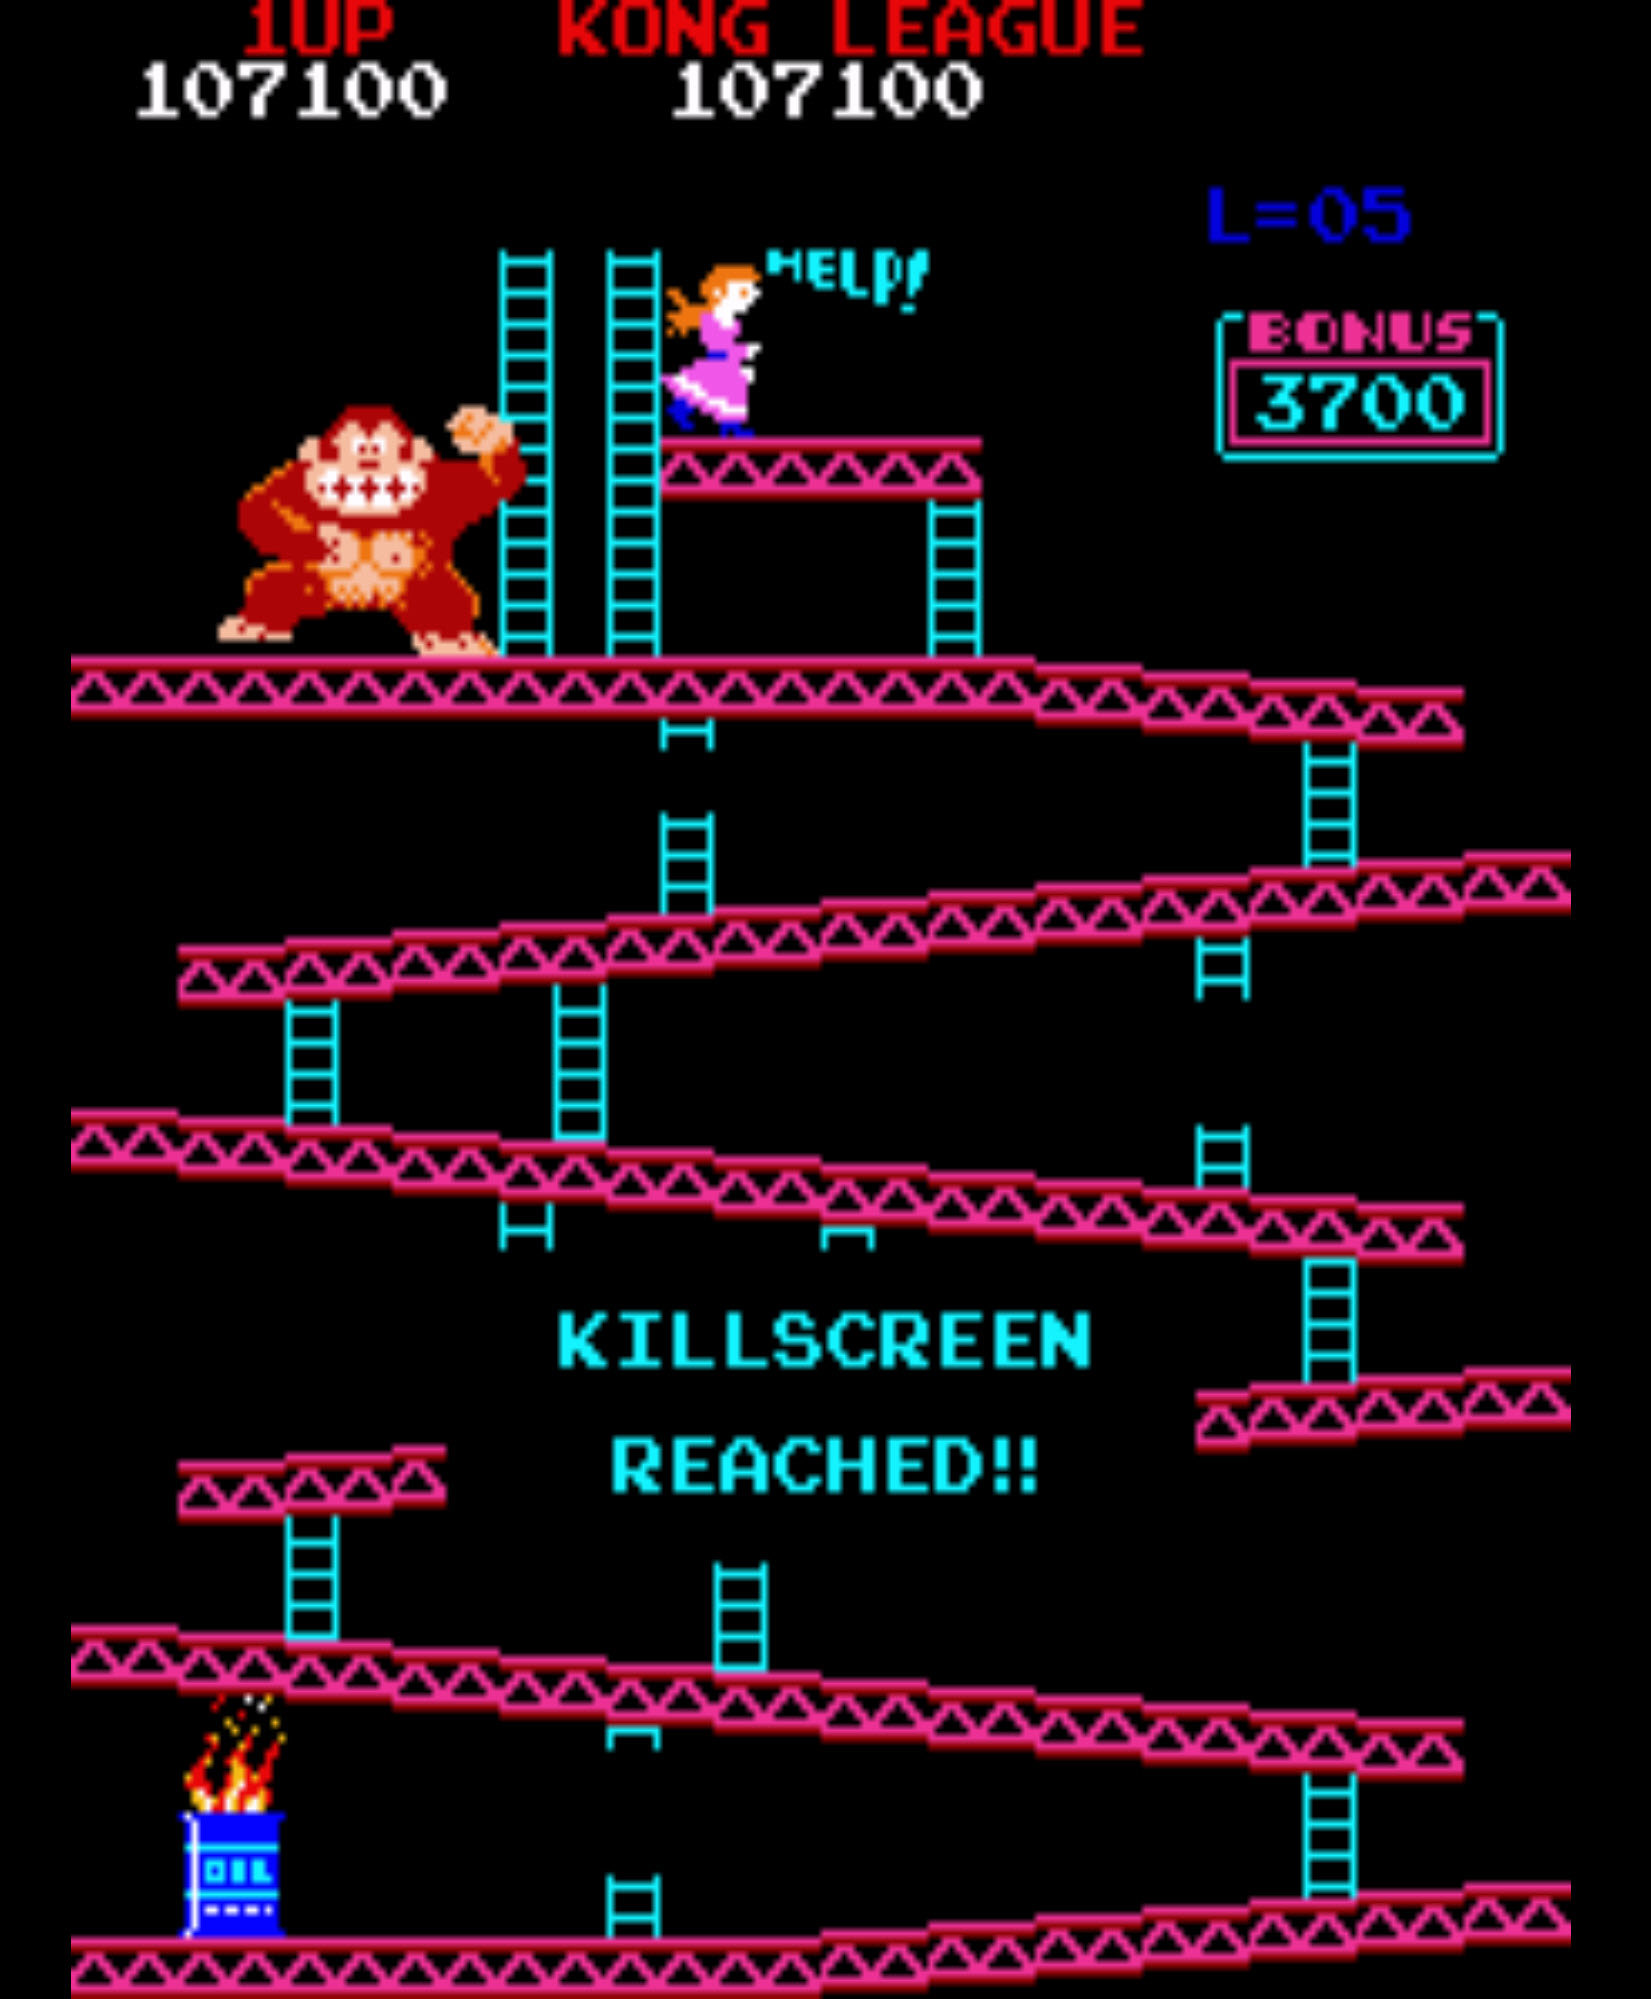 1UP KONG LEAGUE
107100 107100
L=05
HELP!
BONUS
3700
KILLSCREEN
REACHED!!
OIL